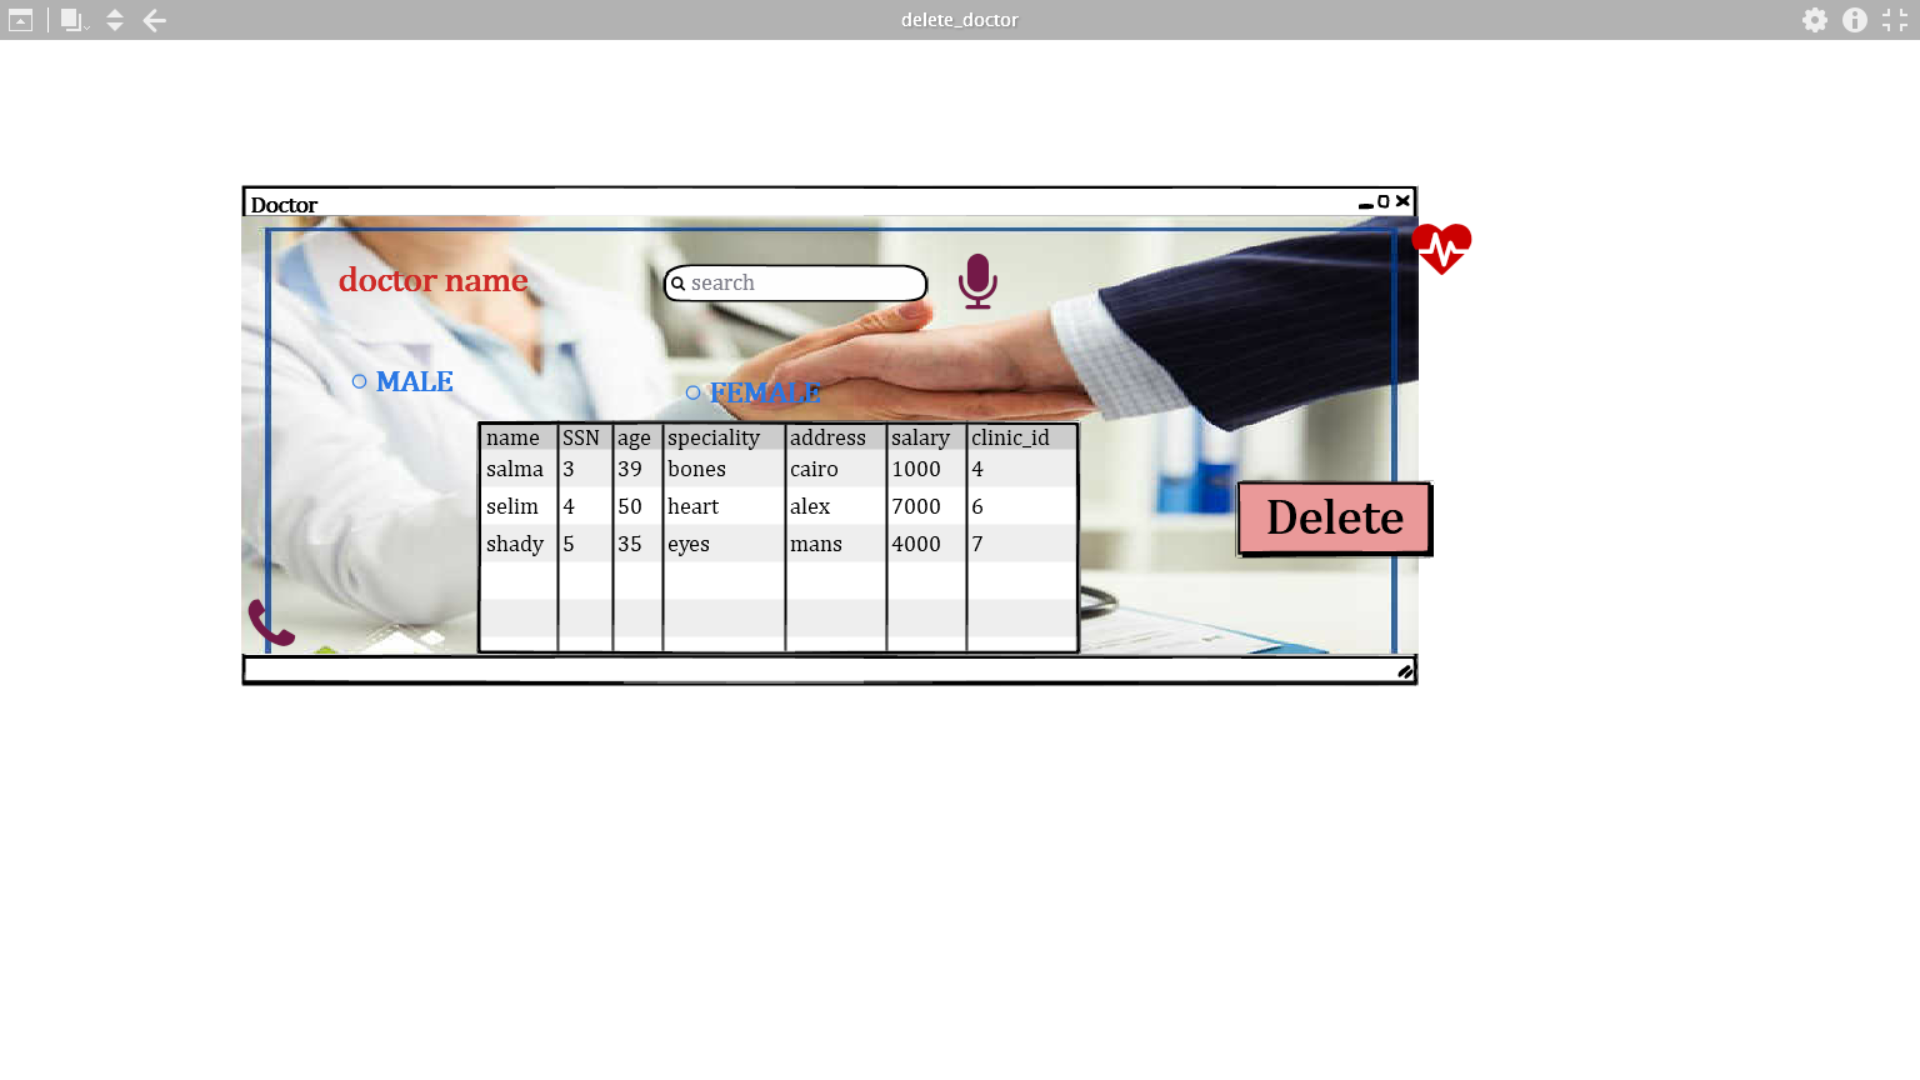 delete_doctor
Doctor
doctor name
search
MALE
FEMALE
name SSN age speciality address salary clinic_id
salma 3 39 bones cairo 1000 4
selim 4 50 heart alex 7000 6
shady 5 35 eyes mans 4000 7
Delete